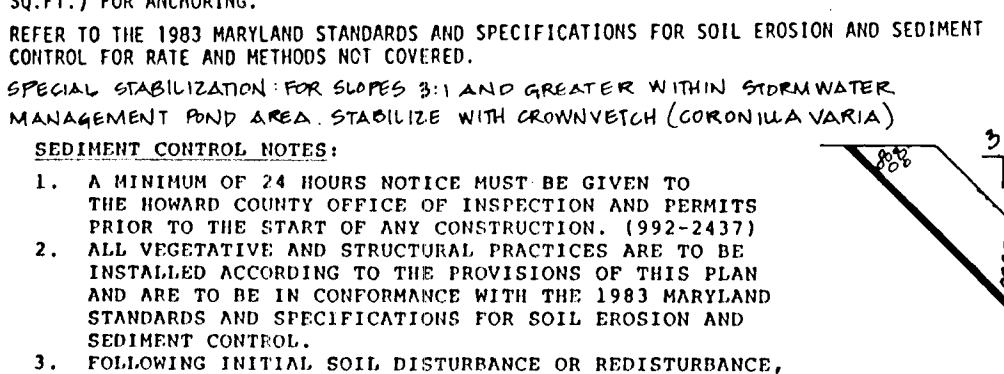 SQ.FT.) FOR ANCHORING.
REFER TO THE 1983 MARYLAND STANDARDS AND SPECIFICATIONS FOR SOIL EROSION AND SEDIMENT
CONTROL FOR RATE AND METHODS NOT COVERED.
SPECIAL STABILIZATION: FOR SLOPES 3:1 AND GREATER WITHIN STORMWATER
MANAGEMENT POND AREA. STABILIZE WITH CROWNVETCH (CORONILLA VARIA)
3
SEDIMENT CONTROL NOTES:
1. A MINIMUM OF 24 HOURS NOTICE MUST BE GIVEN TO
THE HOWARD COUNTY OFFICE OF INSPECTION AND PERMITS
PRIOR TO THE START OF ANY CONSTRUCTION. (992-2437)
2. ALL VEGETATIVE AND STRUCTURAL PRACTICES ARE TO BE
INSTALLED ACCORDING TO THE PROVISIONS OF THIS PLAN
AND ARE TO BE IN CONFORMANCE WITH THE 1983 MARYLAND
STANDARDS AND SPECIFICATIONS FOR SOIL EROSION AND
SEDIMENT CONTROL.
3. FOLLOWING INITIAL SOIL DISTURBANCE OR REDISTURBANCE,